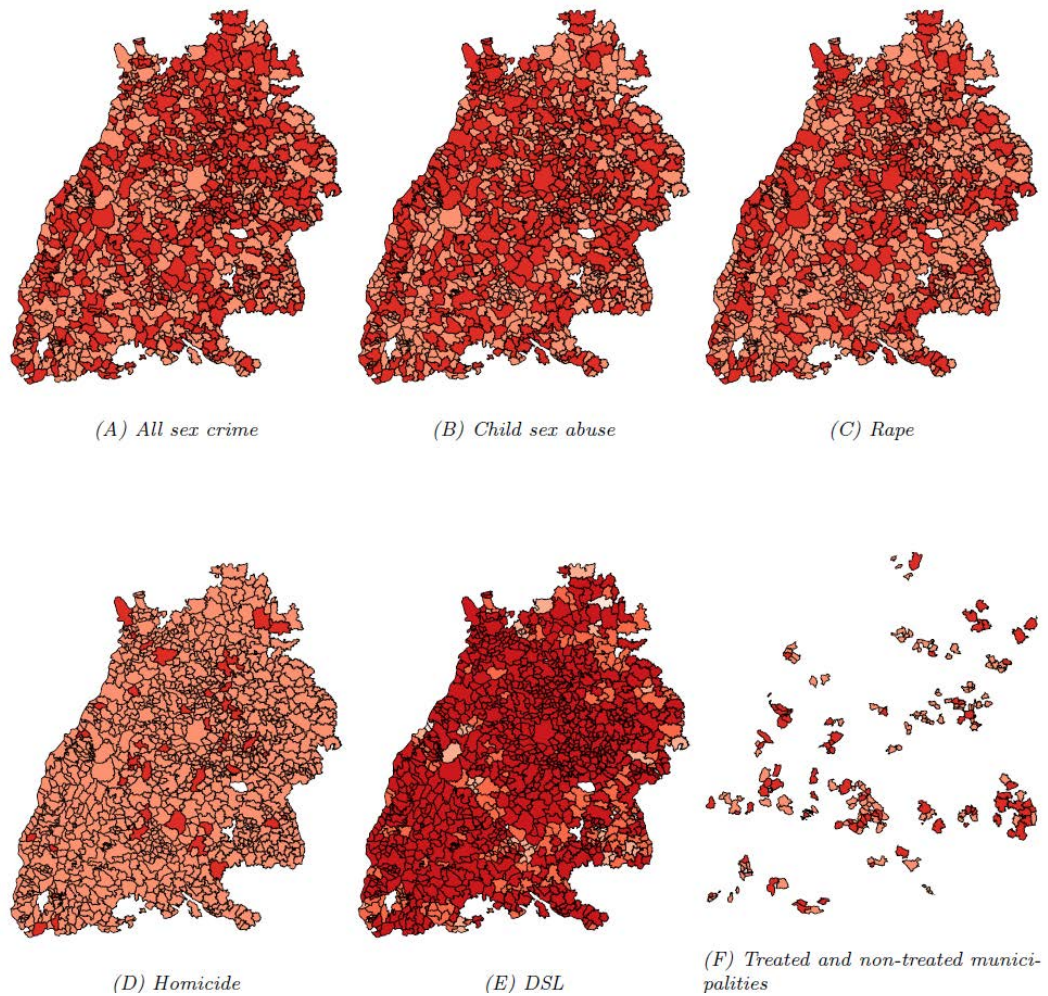 (A) All sex crime
(B) Child sex abuse
(C) Rape
(D) Homicide
(E) DSL
(F) Treated and non-treated munici-
palities